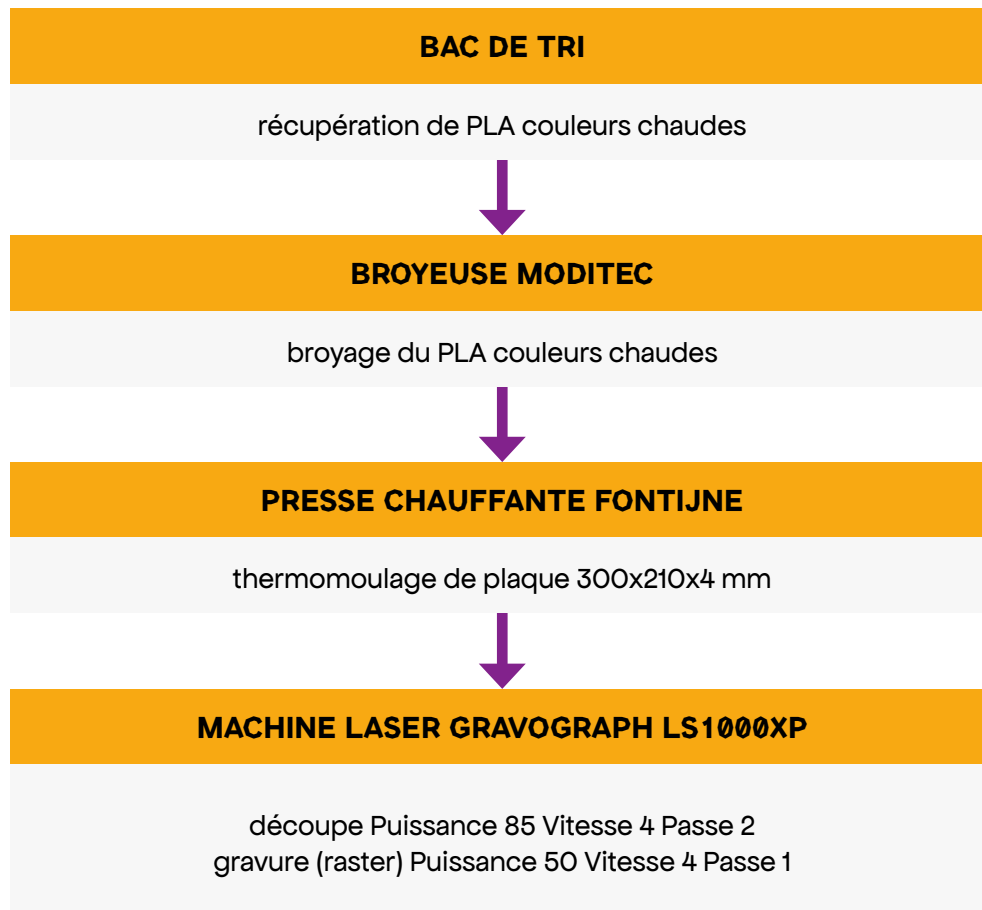 BAC DE TRI
récupération de PLA couleurs chaudes
BROYEUSE MODITEC
broyage du PLA couleurs chaudes
PRESSE CHAUFFANTE FONTIJNE
thermomoulage de plaque 300x210x4 mm
MACHINE LASER GRAVOGRAPH LS1000XP
découpe Puissance 85 Vitesse 4 Passe 2
gravure (raster) Puissance 50 Vitesse 4 Passe 1